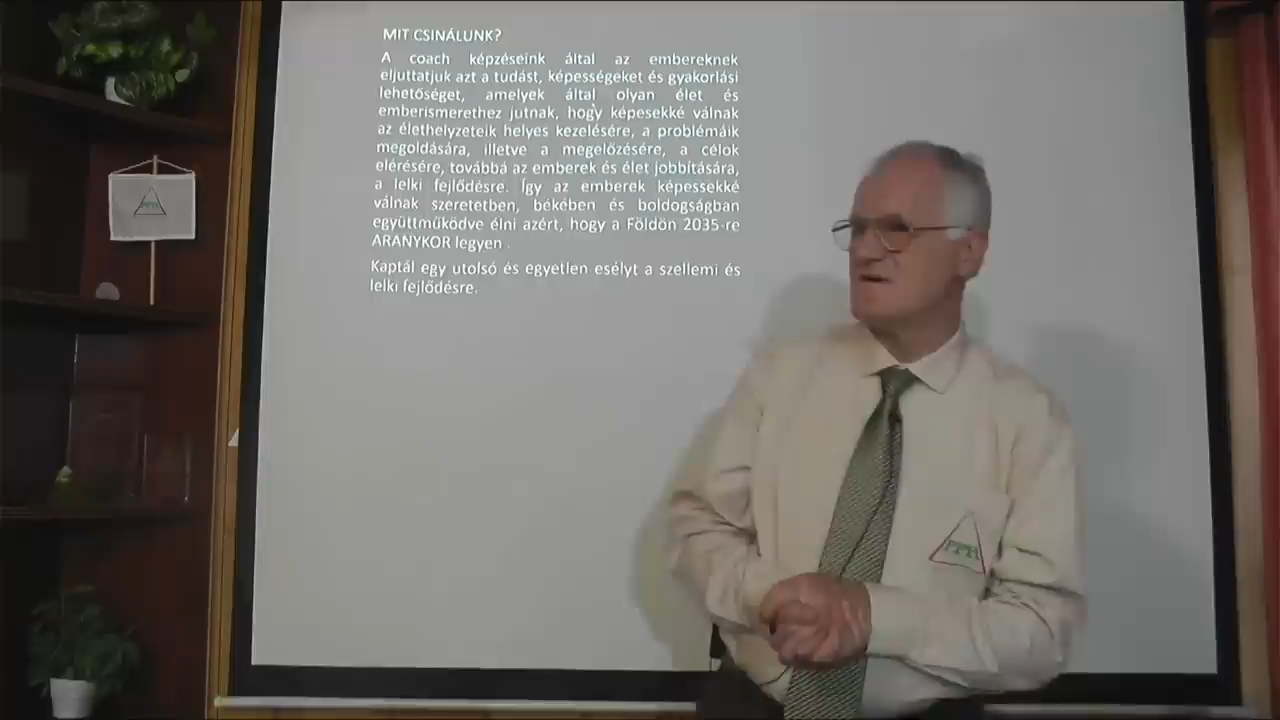 MIT CSINÁLUNK?
A coach képzéseink által az embereknek
eljuttatjuk azt a tudást, képességeket és gyakorlási
lehetőséget, amelyek által olyan élet és
emberismerethez jutnak, hogy képesekké válnak
az élethelyzeteik helyes kezelésére, a problémáik
megoldására, illetve a megelőzésére, a célok
elérésére, továbbá az emberek és élet jobbítására,
a lelki fejlődésre. Így az emberek képessekké
válnak szeretetben, békében és boldogságban
együttműködve élni azért, hogy a Földön 2035-re
ARANYKOR legyen .
Kaptál egy utolsó és egyetlen esélyt a szellemi és
lelki fejlődésre.